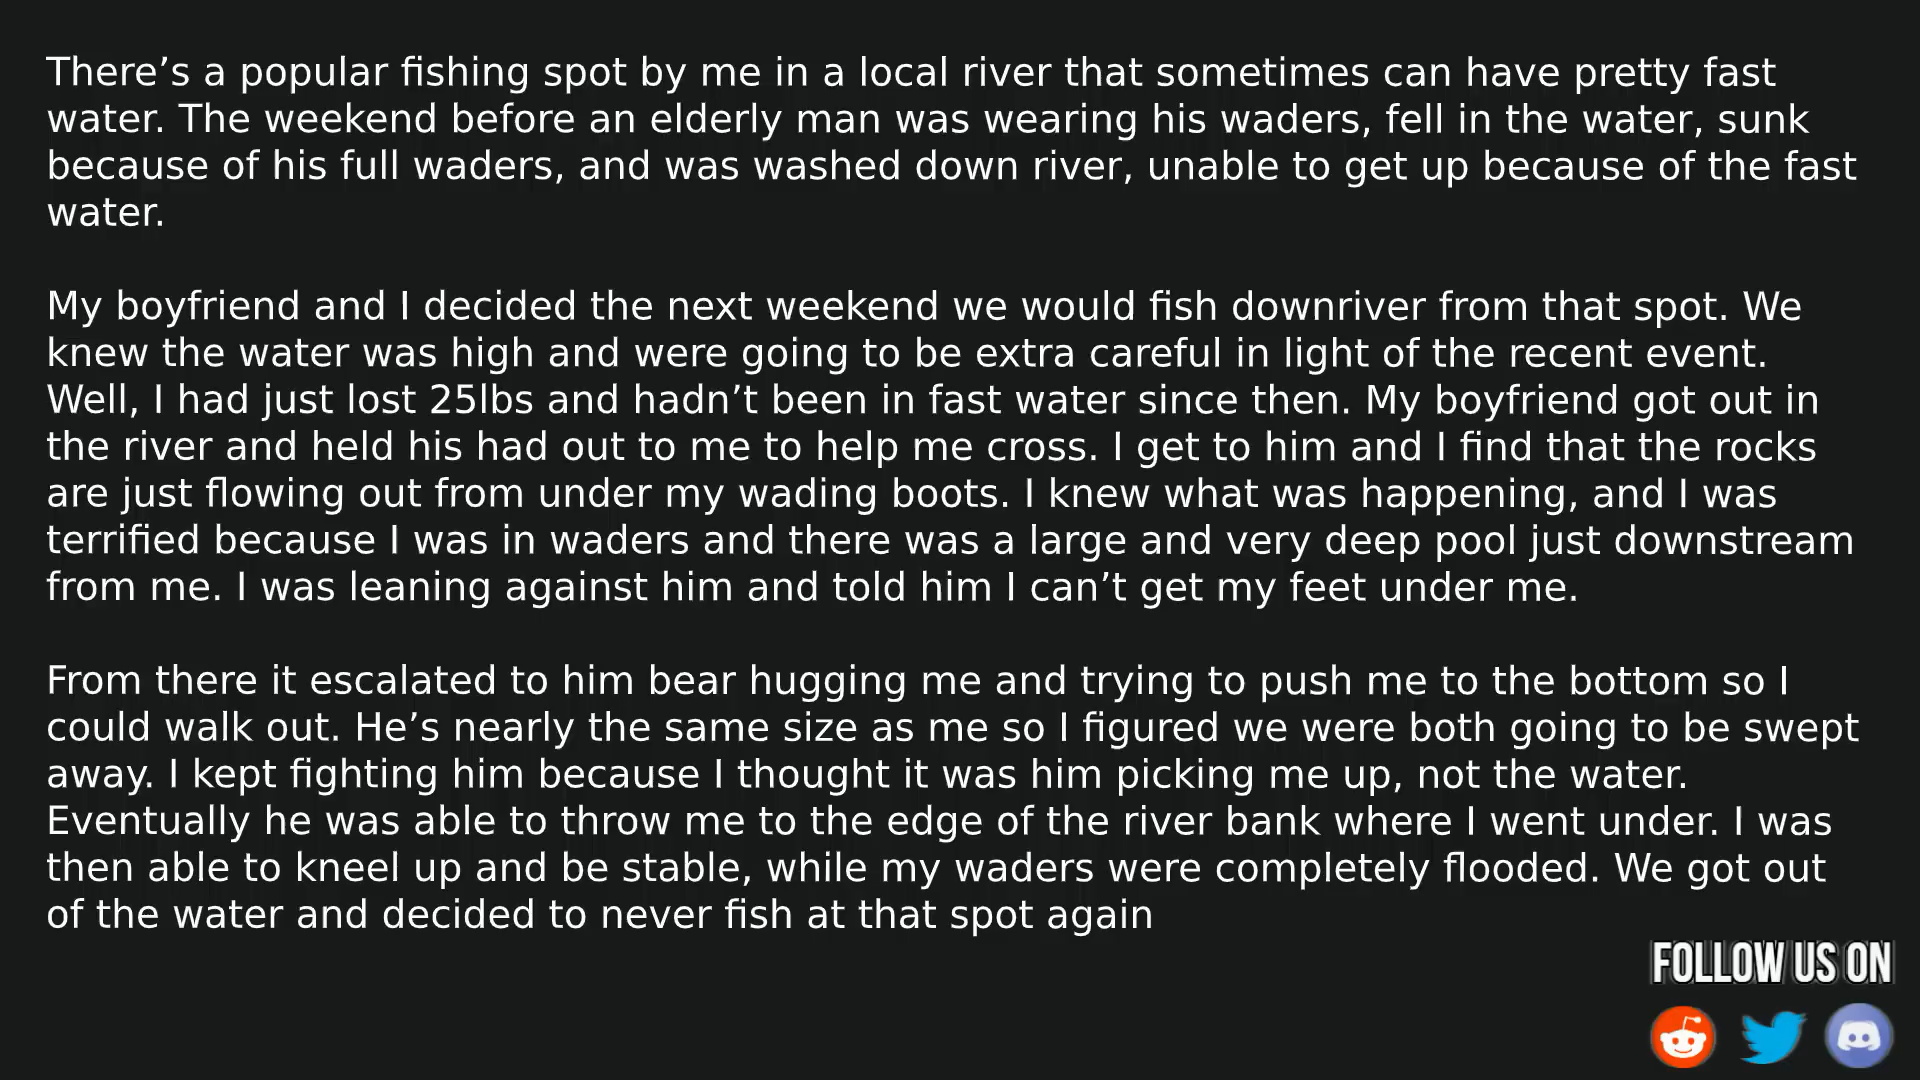 There’s a popular fishing spot by me in a local river that sometimes can have pretty fast
water. The weekend before an elderly man was wearing his waders, fell in the water, sunk
because of his full waders, and was washed down river, unable to get up because of the fast
water.
My boyfriend and I decided the next weekend we would fish downriver from that spot. We
knew the water was high and were going to be extra careful in light of the recent event.
Well, I had just lost 25lbs and hadn’t been in fast water since then. My boyfriend got out in
the river and held his had out to me to help me cross. I get to him and I find that the rocks
are just flowing out from under my wading boots. I knew what was happening, and I was
terrified because I was in waders and there was a large and very deep pool just downstream
from me. I was leaning against him and told him I can’t get my feet under me.
From there it escalated to him bear hugging me and trying to push me to the bottom so I
could walk out. He’s nearly the same size as me so I figured we were both going to be swept
away. I kept fighting him because I thought it was him picking me up, not the water.
Eventually he was able to throw me to the edge of the river bank where I went under. I was
then able to kneel up and be stable, while my waders were completely flooded. We got out
of the water and decided to never fish at that spot again
FOLLOW US ON